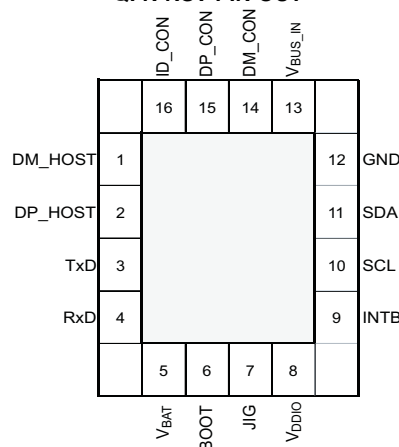 ID_CON
DP_CON
DM_CON
VBUS_IN
16 15 14 13
DM_HOST 1
DP_HOST 2
TxD 3
RxD 4
12 GND
11 SDA
10 SCL
9 INTB
5 6 7 8
VBAT
BOOT
JIG
VDDIO